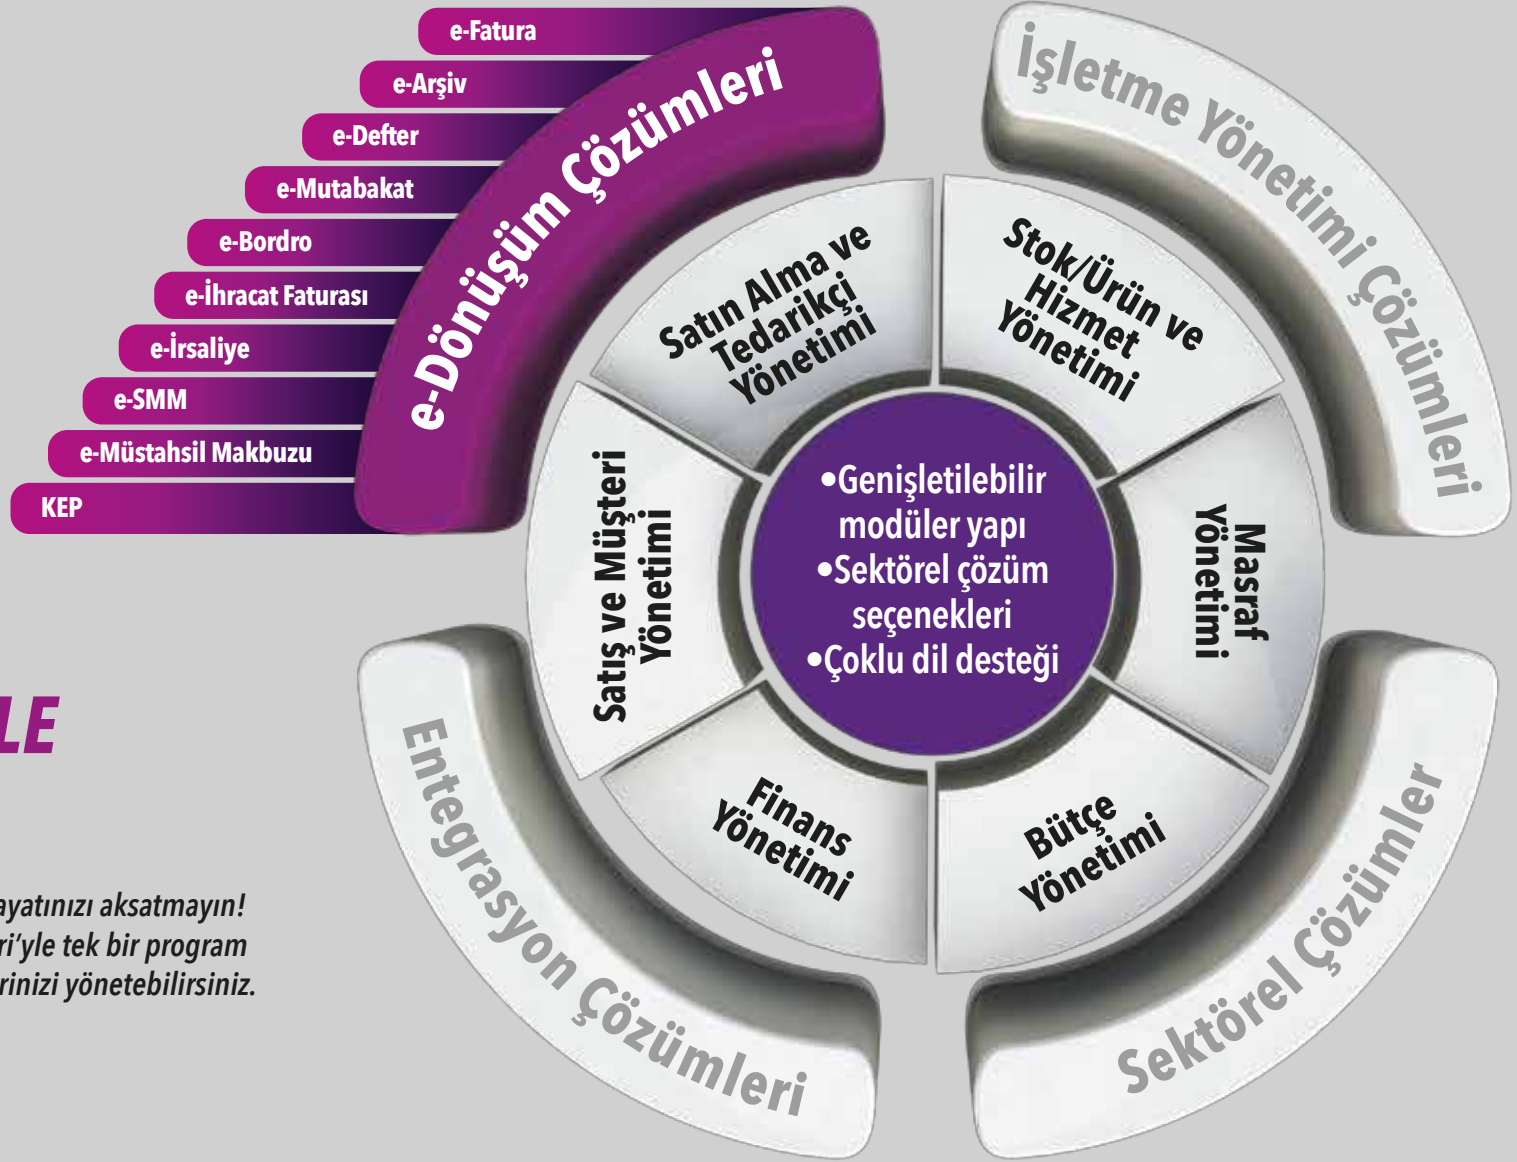 e-Fatura
e-Arşiv
e-Defter
e-Mutabakat
e-Bordro
e-İhracat Faturası
e-İrsaliye
e-SMM
e-Müstahsil Makbuzu
KEP
e-Dönüşüm Çözümleri
İşletme Yönetimi Çözümleri
Satın Alma ve
Tedarikçi
Yönetimi
Stok/Ürün ve
Hizmet
Yönetimi
Satış ve Müşteri
Yönetimi
•Genişletilebilir
modüler yapı
•Sektörel çözüm
seçenekleri
•Çoklu dil desteği
Masraf
Yönetimi
Finans
Yönetimi
Bütçe
Yönetimi
Entegrasyon Çözümleri
Sektörel Çözümler
LE
ayatınızı aksatmayın!
ri’yle tek bir program
rinizi yönetebilirsiniz.